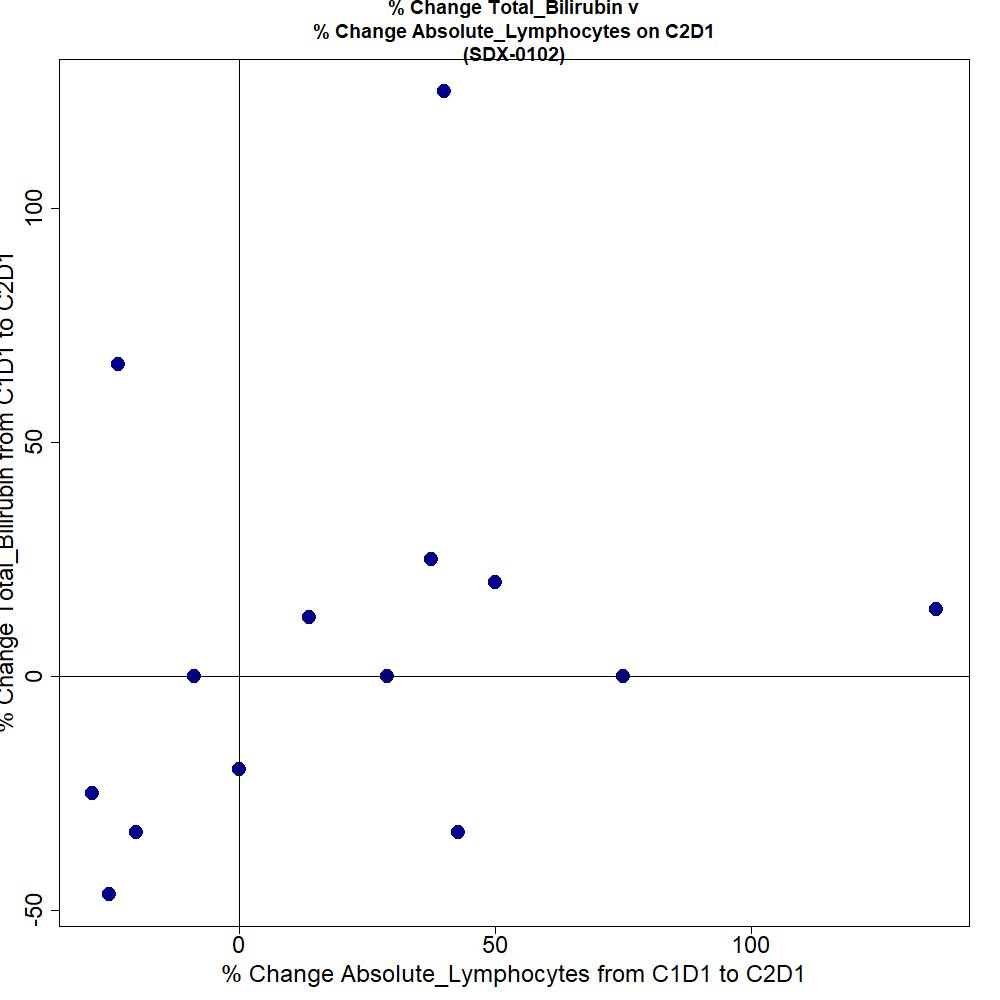 % Change Total_Bilirubin v
% Change Absolute_Lymphocytes on C2D1
(SDX-0102)
% Change Total_Bilirubin from C1D1 to C2D1
100
50
0
-50
0
50
100
% Change Absolute_Lymphocytes from C1D1 to C2D1